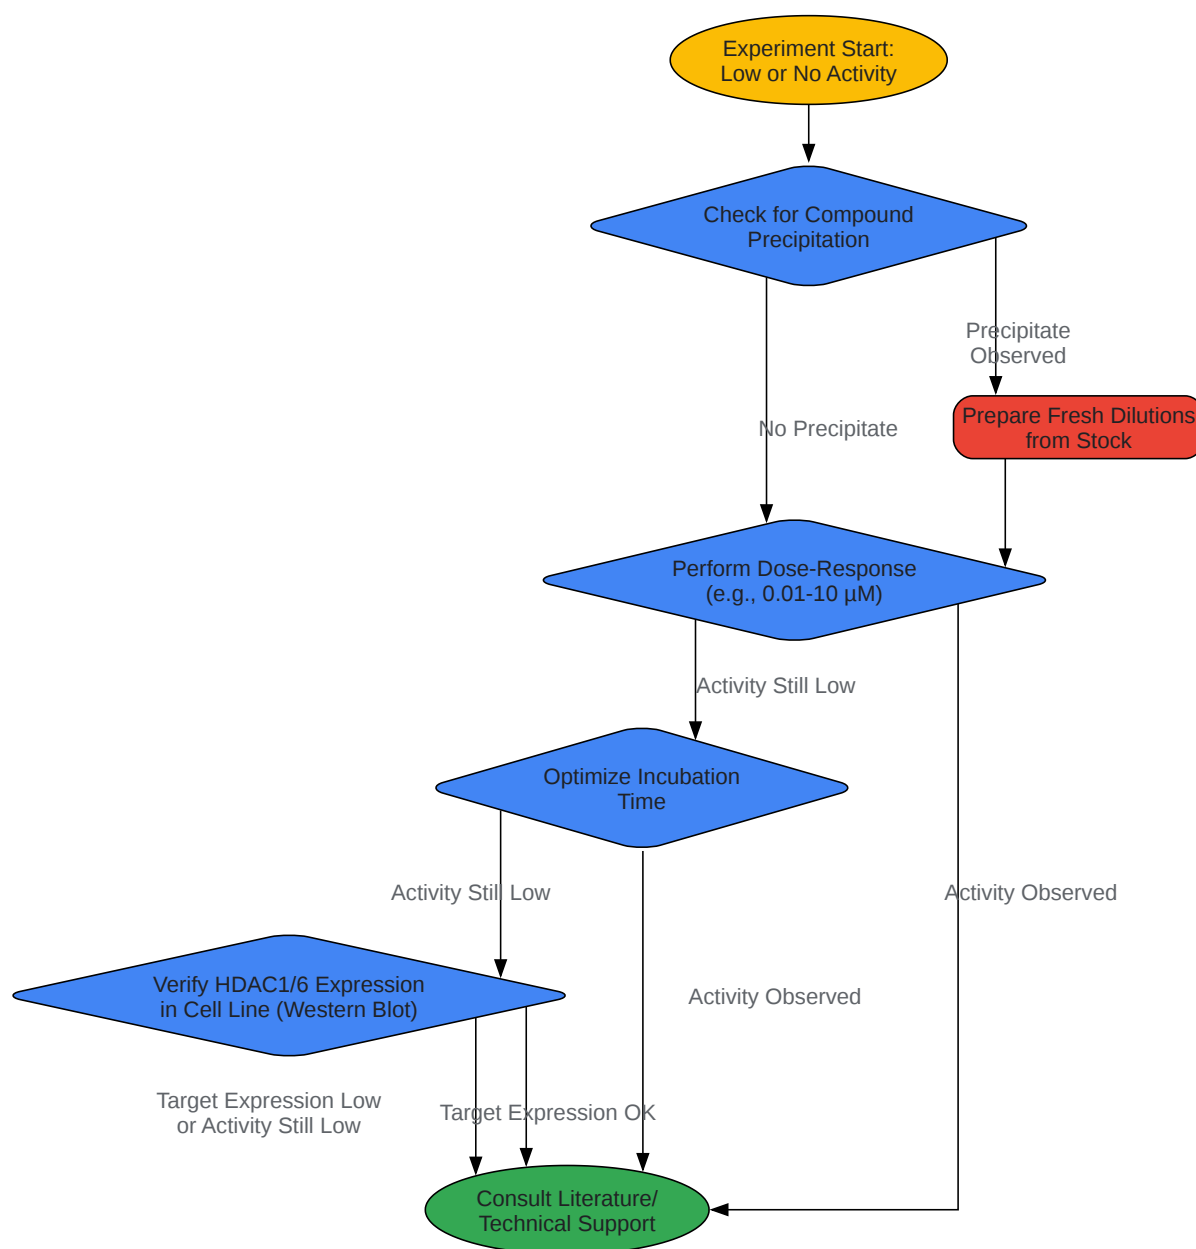 Experiment Start:
Low or No Activity
Check for Compound
Precipitation
Precipitate
Observed
No Precipitate
Prepare Fresh Dilutions
from Stock
Perform Dose-Response
(e.g., 0.01-10 µM)
Activity Still Low
Optimize Incubation
Time
Activity Still Low
Activity Observed
Verify HDAC1/6 Expression
in Cell Line (Western Blot)
Activity Observed
Target Expression Low
or Activity Still Low
Target Expression OK
Consult Literature/
Technical Support